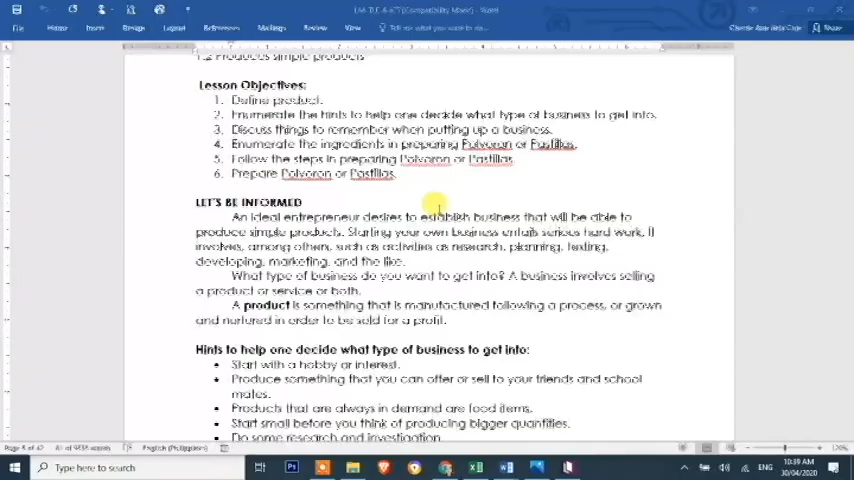 File Home Insert Design Layout References Mailings Review View Tell me what you want to do... Share
1.2 Produces simple products
Lesson Objectives:
1. Define product.
2. Enumerate the hints to help one decide what type of business to get into.
3. Discuss things to remember when putting up a business.
4. Enumerate the ingredients in preparing Polvoron or Pastillas.
5. Follow the steps in preparing Polvoron or Pastillas.
6. Prepare Polvoron or Pastillas.
LET'S BE INFORMED
An ideal entrepreneur desires to establish business that will be able to
produce simple products. Starting your own business entails serious hard work. It
involves, among others, such as activities as research, planning, testing,
developing, marketing, and the like.
What type of business do you want to get into? A business involves selling
a product or service or both.
A product is something that is manufactured following a process, or grown
and nurtured in order to be sold for a profit.
Hints to help one decide what type of business to get into:
• Start with a hobby or interest.
• Produce something that you can offer or sell to your friends and school
mates.
• Products that are always in demand are food items.
• Start small before you think of producing bigger quantities.
• Do some research and investigation
English (Philippines) 120%
Type here to search
ENG
10:39 AM
30/04/2020